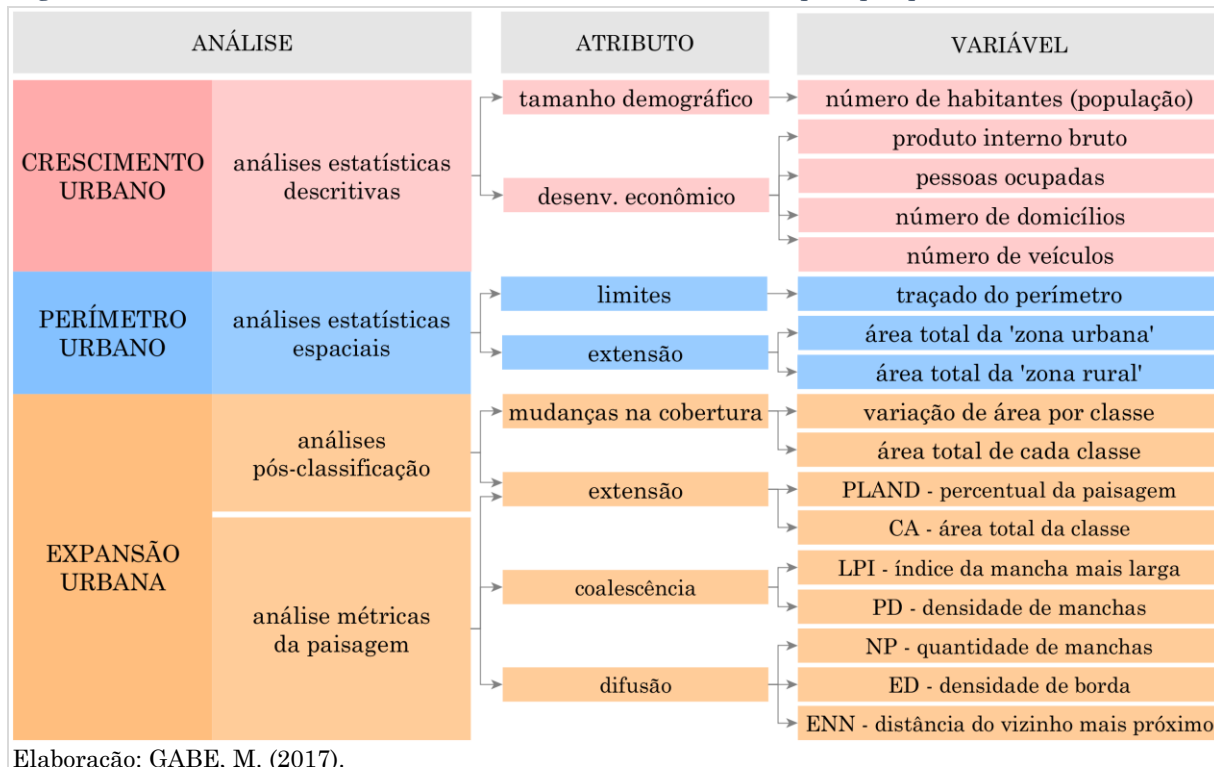 ANÁLISE
ATRIBUTO
VARIÁVEL
CRESCIMENTO
URBANO
análises estatísticas
descritivas
tamanho demográfico
número de habitantes (população)
desenv. econômico
produto interno bruto
pessoas ocupadas
número de domicílios
número de veículos
PERÍMETRO
URBANO
análises estatísticas
espaciais
limites
traçado do perímetro
extensão
área total da 'zona urbana'
área total da 'zona rural'
EXPANSÃO
URBANA
análises
pós-classificação
mudanças na cobertura
variação de área por classe
área total de cada classe
extensão
PLAND - percentual da paisagem
CA - área total da classe
análise métricas
da paisagem
coalescência
LPI - índice da mancha mais larga
PD - densidade de manchas
difusão
NP - quantidade de manchas
ED - densidade de borda
ENN - distância do vizinho mais próximo
Elaboração: GABE, M. (2017).